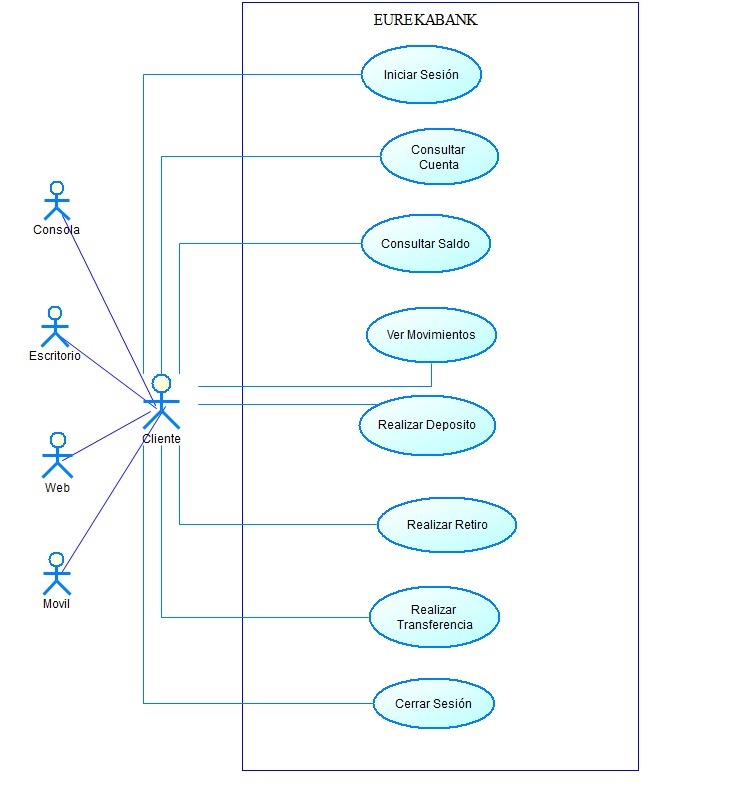 EUREKABANK
Iniciar Sesión
Consultar
Cuenta
Consola
Consultar Saldo
Escritorio
Ver Movimientos
Cliente
Realizar Deposito
Web
Realizar Retiro
Movil
Realizar
Transferencia
Cerrar Sesión